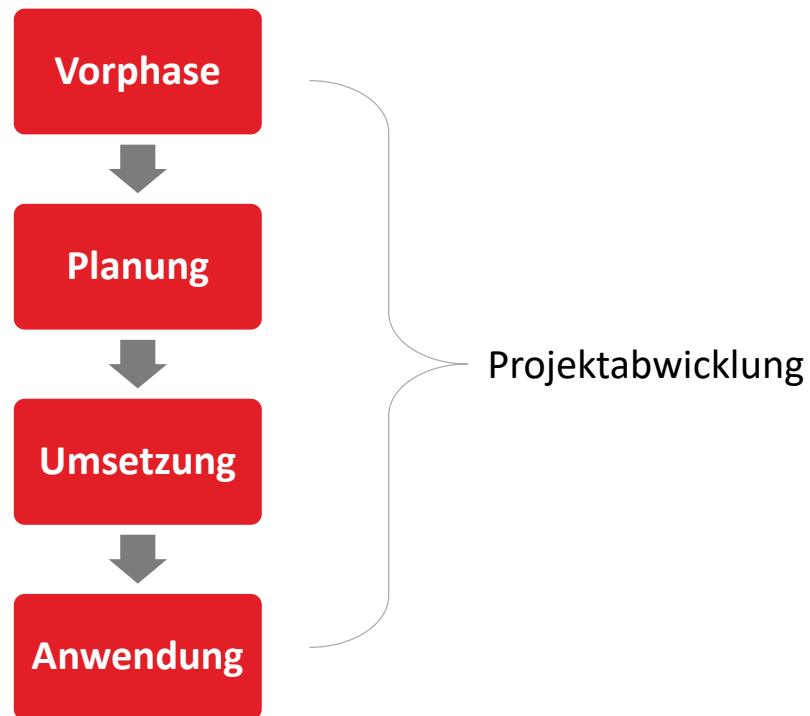 Vorphase
Planung
Projektabwicklung
Umsetzung
Anwendung